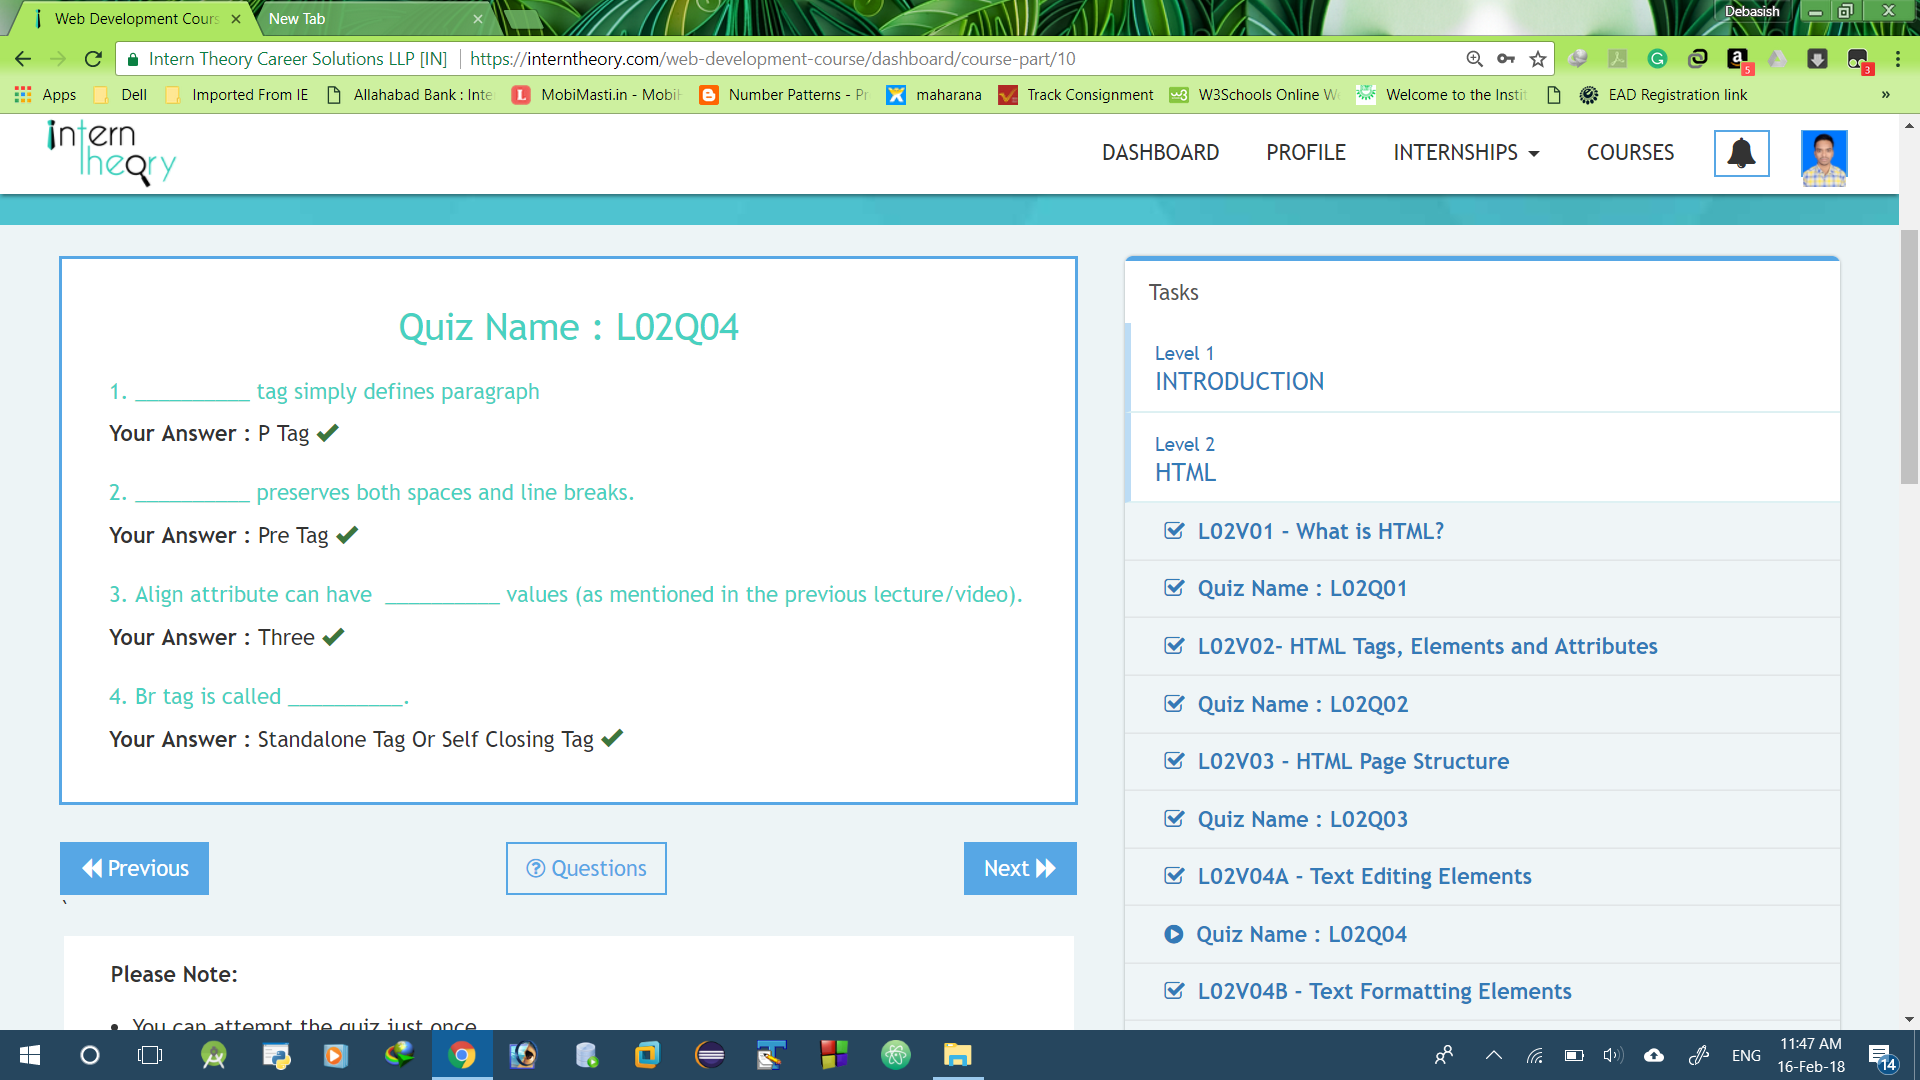 Web Development Cours
New Tab
Debasish
Intern Theory Career Solutions LLP [IN]
https://interntheory.com/web-development-course/dashboard/course-part/10
Apps
Dell
Imported From IE
Allahabad Bank : Inte
MobiMasti.in - Mobi
Number Patterns - Pr
maharana
Track Consignment
W3Schools Online W
Welcome to the Instit
EAD Registration link
»
intern
theory
DASHBOARD
PROFILE
INTERNSHIPS
COURSES
Quiz Name : L02Q04
1. __________ tag simply defines paragraph
Your Answer : P Tag
2. __________ preserves both spaces and line breaks.
Your Answer : Pre Tag
3. Align attribute can have __________ values (as mentioned in the previous lecture/video).
Your Answer : Three
4. Br tag is called __________.
Your Answer : Standalone Tag Or Self Closing Tag
Previous
Questions
Next
`
Please Note:
• You can attempt the quiz just once
Tasks
Level 1
INTRODUCTION
Level 2
HTML
L02V01 - What is HTML?
Quiz Name : L02Q01
L02V02- HTML Tags, Elements and Attributes
Quiz Name : L02Q02
L02V03 - HTML Page Structure
Quiz Name : L02Q03
L02V04A - Text Editing Elements
Quiz Name : L02Q04
L02V04B - Text Formatting Elements
ENG
11:47 AM
16-Feb-18
14